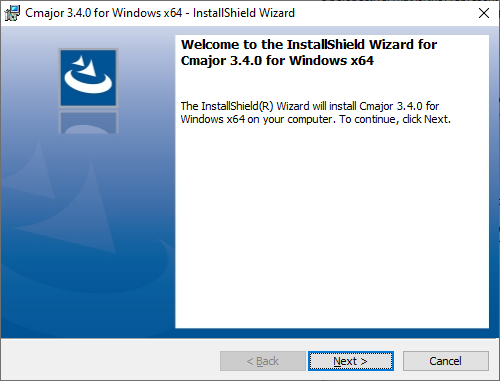 Cmajor 3.4.0 for Windows x64 - InstallShield Wizard
Welcome to the InstallShield Wizard for
Cmajor 3.4.0 for Windows x64
The InstallShield(R) Wizard will install Cmajor 3.4.0 for
Windows x64 on your computer. To continue, click Next.
< Back
Next >
Cancel